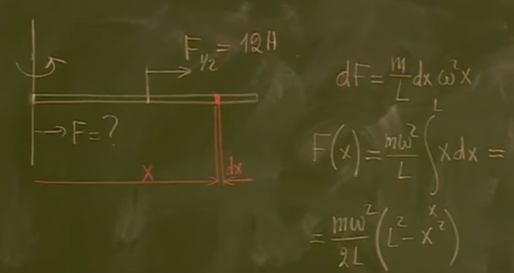 F₁/₂ = 12H
→ F = ?
x
dx
dF = m/L dx ω²x
F(x) = mω²/L ∫ₓᴸ x dx =
= mω²/2L (L² - x²)